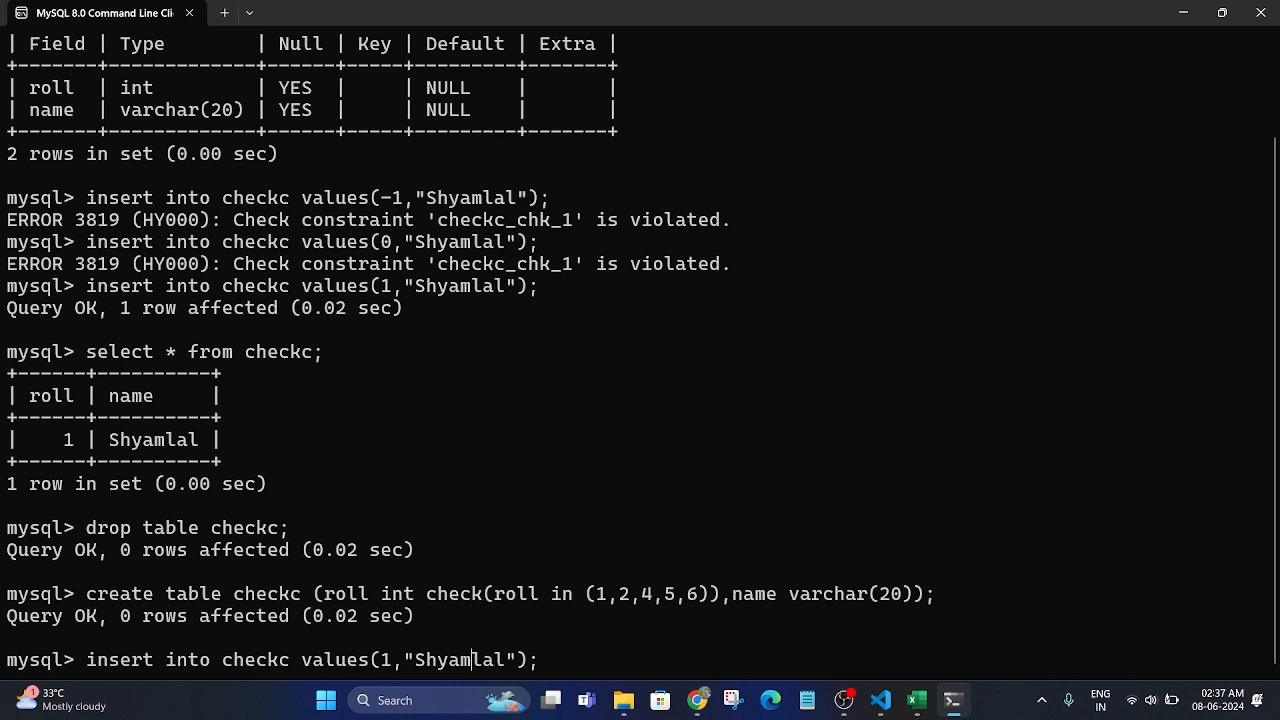 MySQL 8.0 Command Line Cli
| Field | Type        | Null | Key | Default | Extra |
+-------+-------------+------+-----+---------+-------+
| roll  | int         | YES  |     | NULL    |       |
| name  | varchar(20) | YES  |     | NULL    |       |
+-------+-------------+------+-----+---------+-------+
2 rows in set (0.00 sec)
mysql> insert into checkc values(-1,"Shyamlal");
ERROR 3819 (HY000): Check constraint 'checkc_chk_1' is violated.
mysql> insert into checkc values(0,"Shyamlal");
ERROR 3819 (HY000): Check constraint 'checkc_chk_1' is violated.
mysql> insert into checkc values(1,"Shyamlal");
Query OK, 1 row affected (0.02 sec)
mysql> select * from checkc;
+------+----------+
| roll | name     |
+------+----------+
|    1 | Shyamlal |
+------+----------+
1 row in set (0.00 sec)
mysql> drop table checkc;
Query OK, 0 rows affected (0.02 sec)
mysql> create table checkc (roll int check(roll in (1,2,4,5,6)),name varchar(20));
Query OK, 0 rows affected (0.02 sec)
mysql> insert into checkc values(1,"Shyamlal");
1
33°C
Mostly cloudy
Search
ENG
IN
02:37 AM
08-06-2024